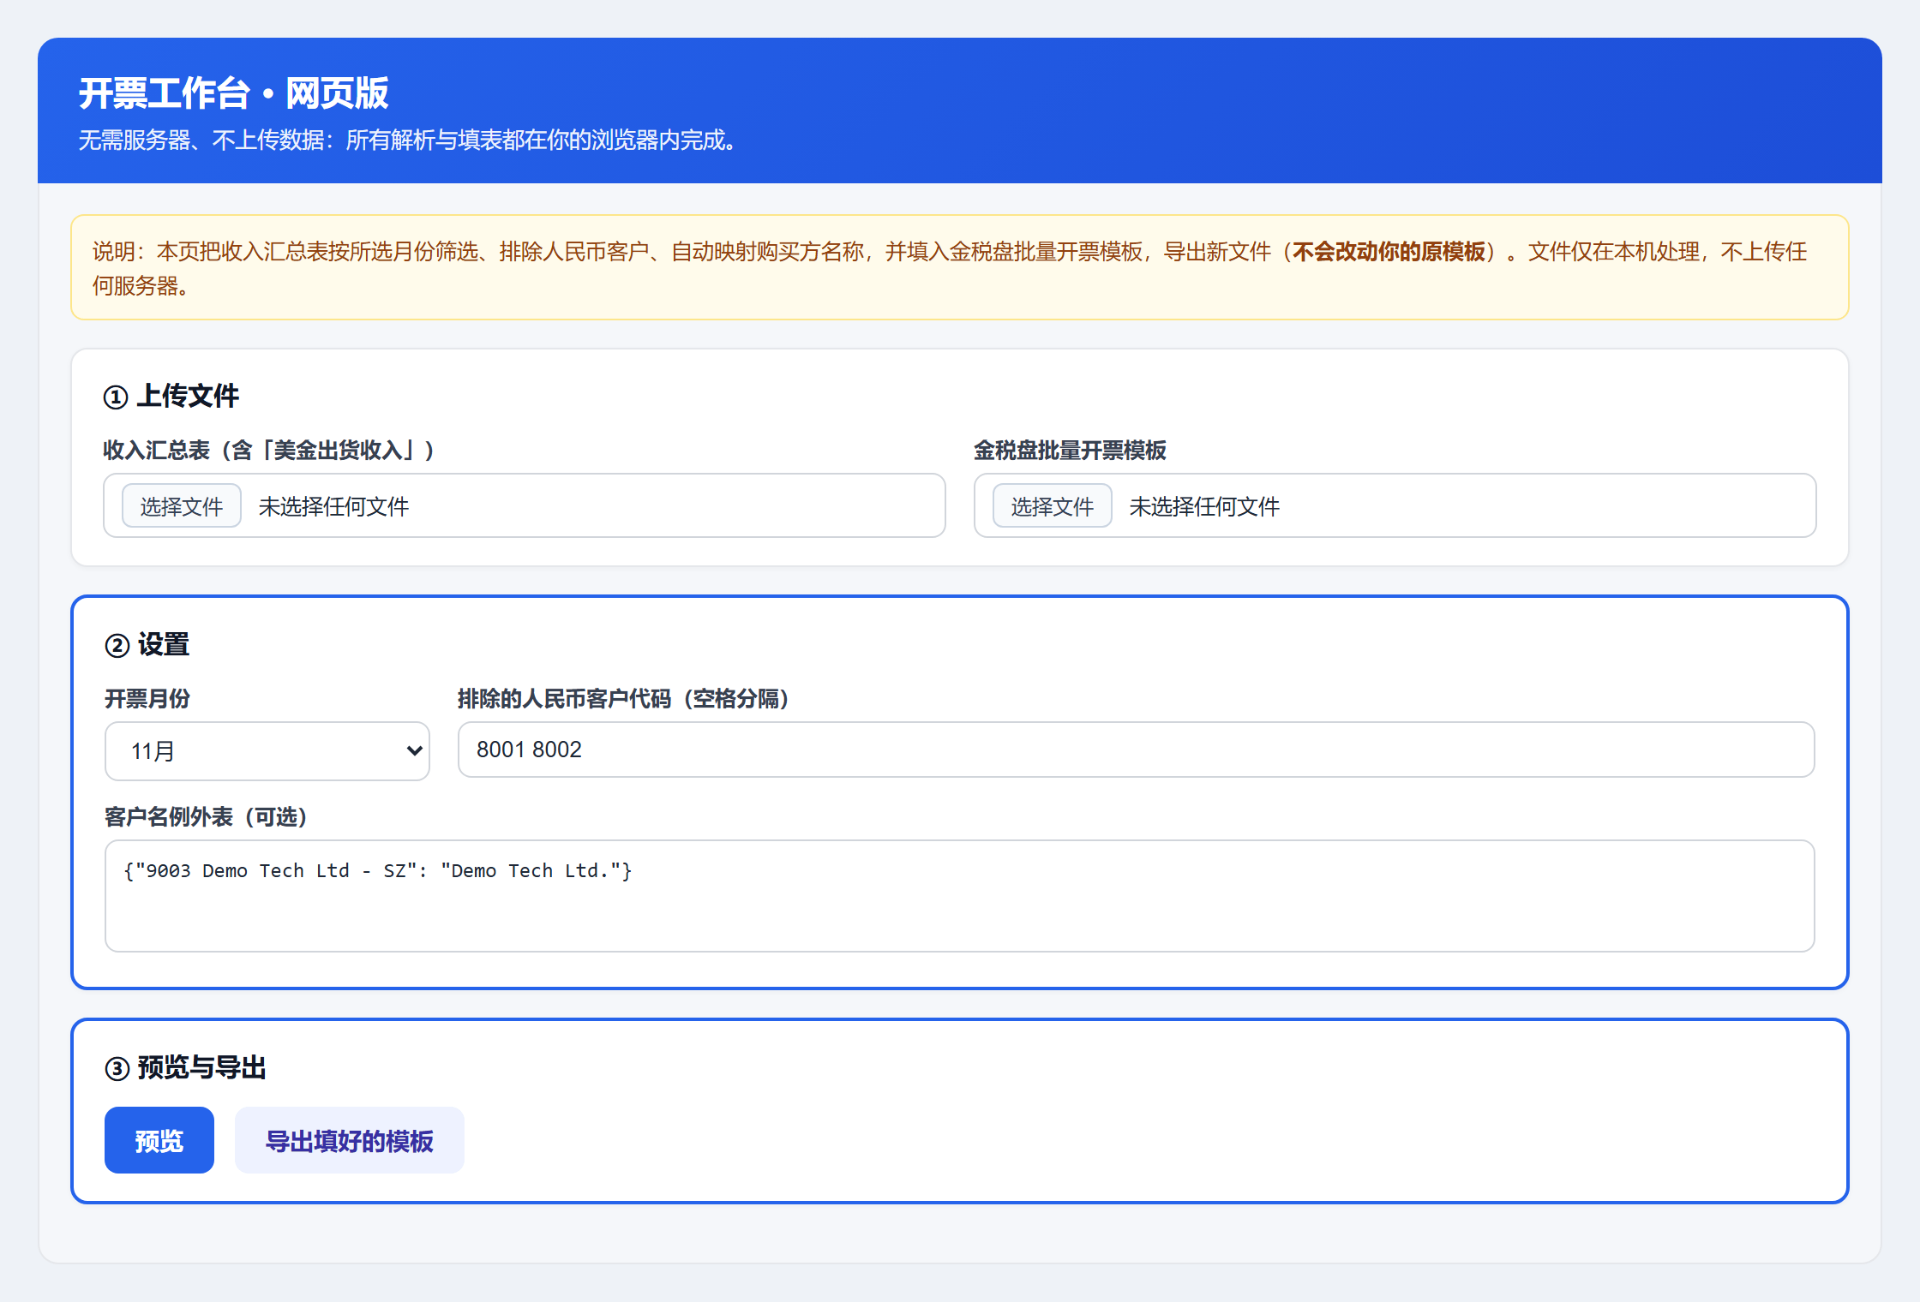 开票工作台 • 网页版
无需服务器、不上传数据：所有解析与填表都在你的浏览器内完成。
说明：本页把收入汇总表按所选月份筛选、排除人民币客户、自动映射购买方名称，并填入金税盘批量开票模板，导出新文件（不会改动你的原模板）。文件仅在本机处理，不上传任
何服务器。
① 上传文件
收入汇总表（含「美金出货收入」）
金税盘批量开票模板
选择文件 未选择任何文件
选择文件 未选择任何文件
② 设置
开票月份
排除的人民币客户代码（空格分隔）
11月
8001 8002
客户名例外表（可选）
{"9003 Demo Tech Ltd - SZ": "Demo Tech Ltd."}
③ 预览与导出
预览
导出填好的模板